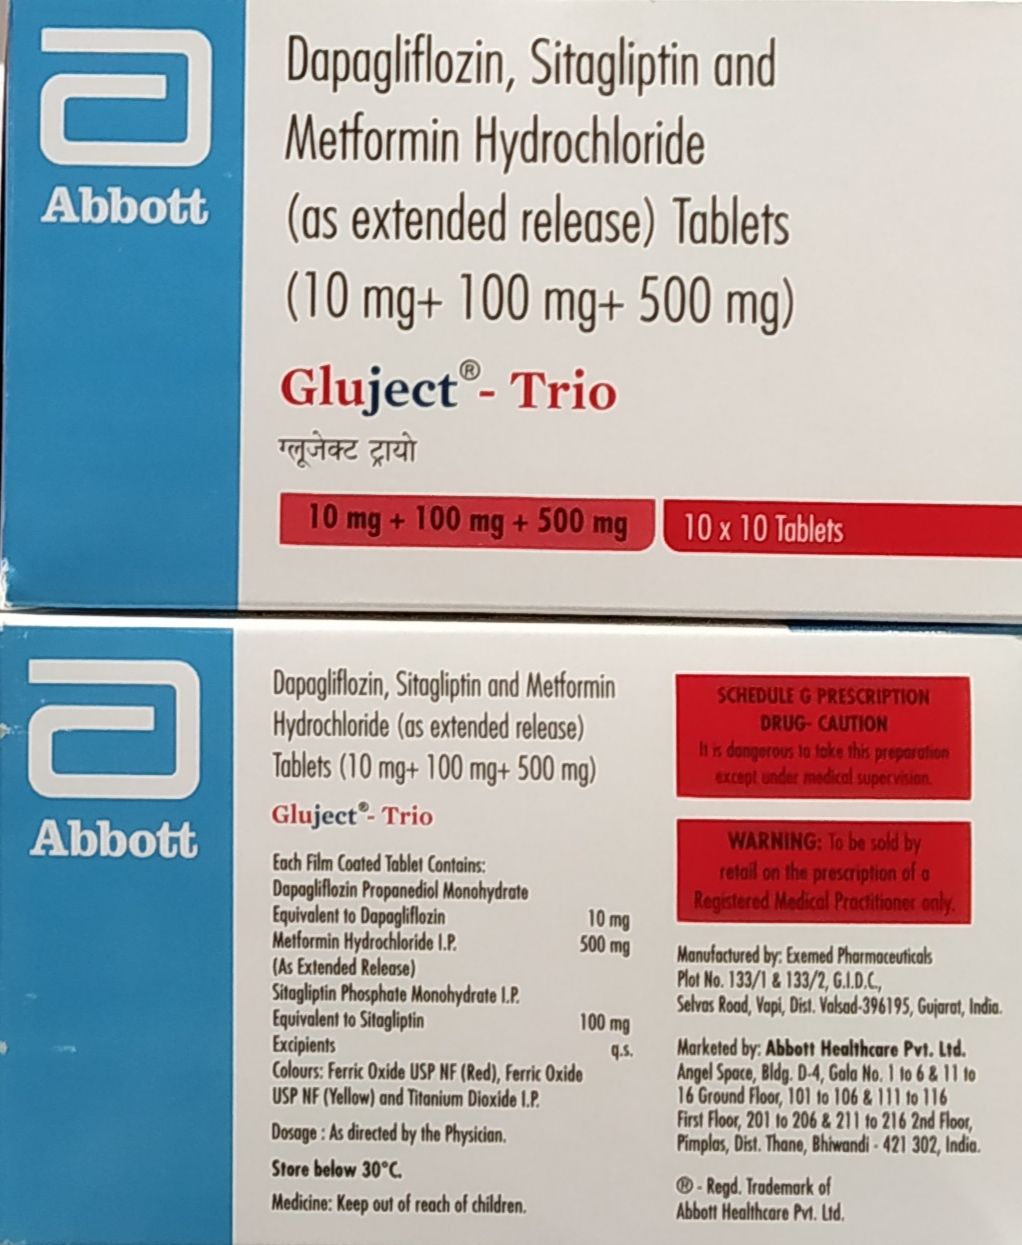 Abbott
Dapagliflozin, Sitagliptin and
Metformin Hydrochloride
(as extended release) Tablets
(10 mg+ 100 mg+ 500 mg)
Gluject®- Trio
ग्लूजेक्ट ट्रायो
10 mg + 100 mg + 500 mg
10 x 10 Tablets
Abbott
Dapagliflozin, Sitagliptin and Metformin
Hydrochloride (as extended release)
Tablets (10 mg+ 100 mg+ 500 mg)
Gluject®- Trio
Each Film Coated Tablet Contains:
Dapagliflozin Propanediol Monohydrate
Equivalent to Dapagliflozin 10 mg
Metformin Hydrochloride I.P. 500 mg
(As Extended Release)
Sitagliptin Phosphate Monohydrate I.P.
Equivalent to Sitagliptin 100 mg
Excipients q.s.
Colours: Ferric Oxide USP NF (Red), Ferric Oxide
USP NF (Yellow) and Titanium Dioxide I.P.
Dosage : As directed by the Physician.
Store below 30°C.
Medicine: Keep out of reach of children.
SCHEDULE G PRESCRIPTION
DRUG- CAUTION
It is dangerous to take this preparation
except under medical supervision.
WARNING: To be sold by
retail on the prescription of a
Registered Medical Practitioner only.
Manufactured by: Exemed Pharmaceuticals
Plot No. 133/1 & 133/2, G.I.D.C.,
Selvas Road, Vapi, Dist. Valsad-396195, Gujarat, India.
Marketed by: Abbott Healthcare Pvt. Ltd.
Angel Space, Bldg. D-4, Gala No. 1 to 6 & 11 to
16 Ground Floor, 101 to 106 & 111 to 116
First Floor, 201 to 206 & 211 to 216 2nd Floor,
Pimplas, Dist. Thane, Bhiwandi - 421 302, India.
® - Regd. Trademark of
Abbott Healthcare Pvt. Ltd.